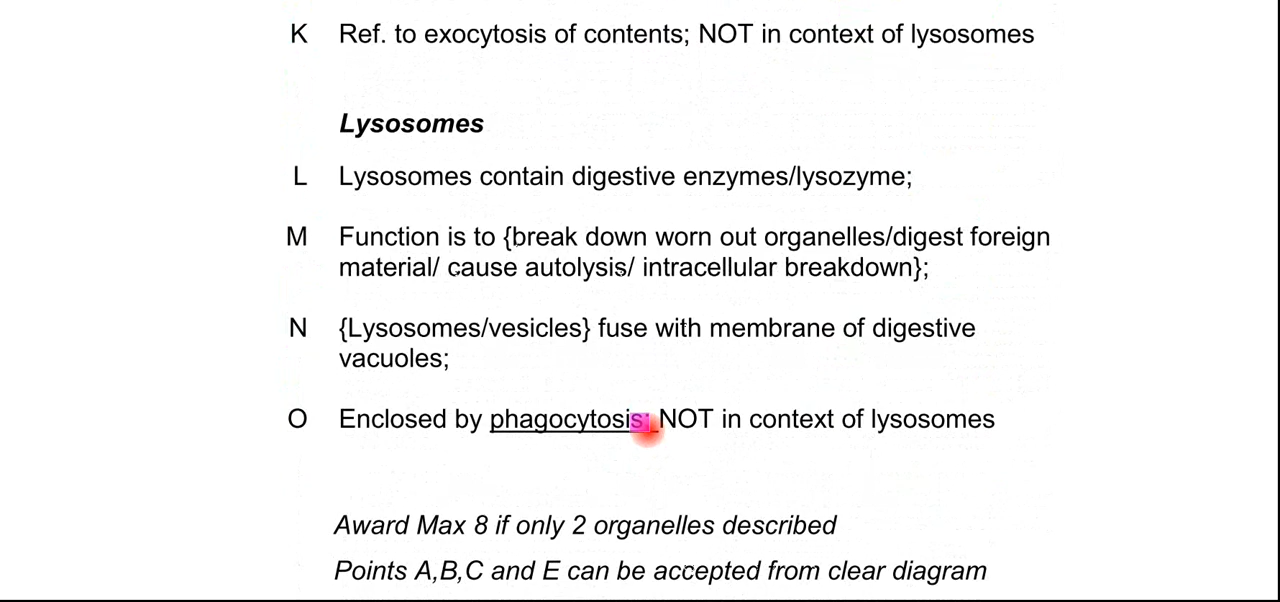 K Ref. to exocytosis of contents; NOT in context of lysosomes
Lysosomes
L Lysosomes contain digestive enzymes/lysozyme;
M Function is to {break down worn out organelles/digest foreign
material/ cause autolysis/ intracellular breakdown};
N {Lysosomes/vesicles} fuse with membrane of digestive
vacuoles;
O Enclosed by phagocytosis; NOT in context of lysosomes
Award Max 8 if only 2 organelles described
Points A,B,C and E can be accepted from clear diagram